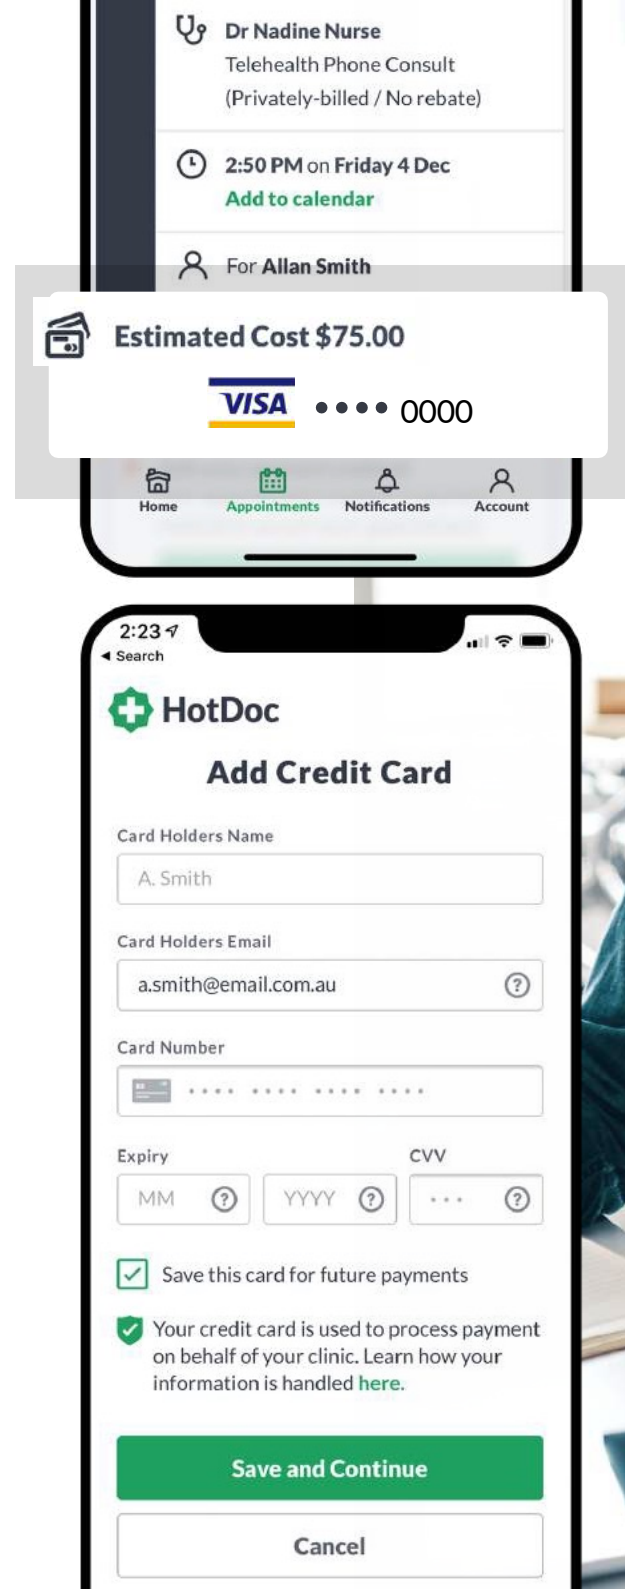 Dr Nadine Nurse
Telehealth Phone Consult
(Privately-billed / No rebate)
2:50 PM on Friday 4 Dec
Add to calendar
For Allan Smith
Estimated Cost $75.00
VISA •••• 0000
Home Appointments Notifications Account
2:23
◀ Search
HotDoc
Add Credit Card
Card Holders Name
A. Smith
Card Holders Email
a.smith@email.com.au ?
Card Number
•••• •••• •••• ••••
Expiry CVV
MM ? YYYY ? ••• ?
Save this card for future payments
Your credit card is used to process payment
on behalf of your clinic. Learn how your
information is handled here.
Save and Continue
Cancel